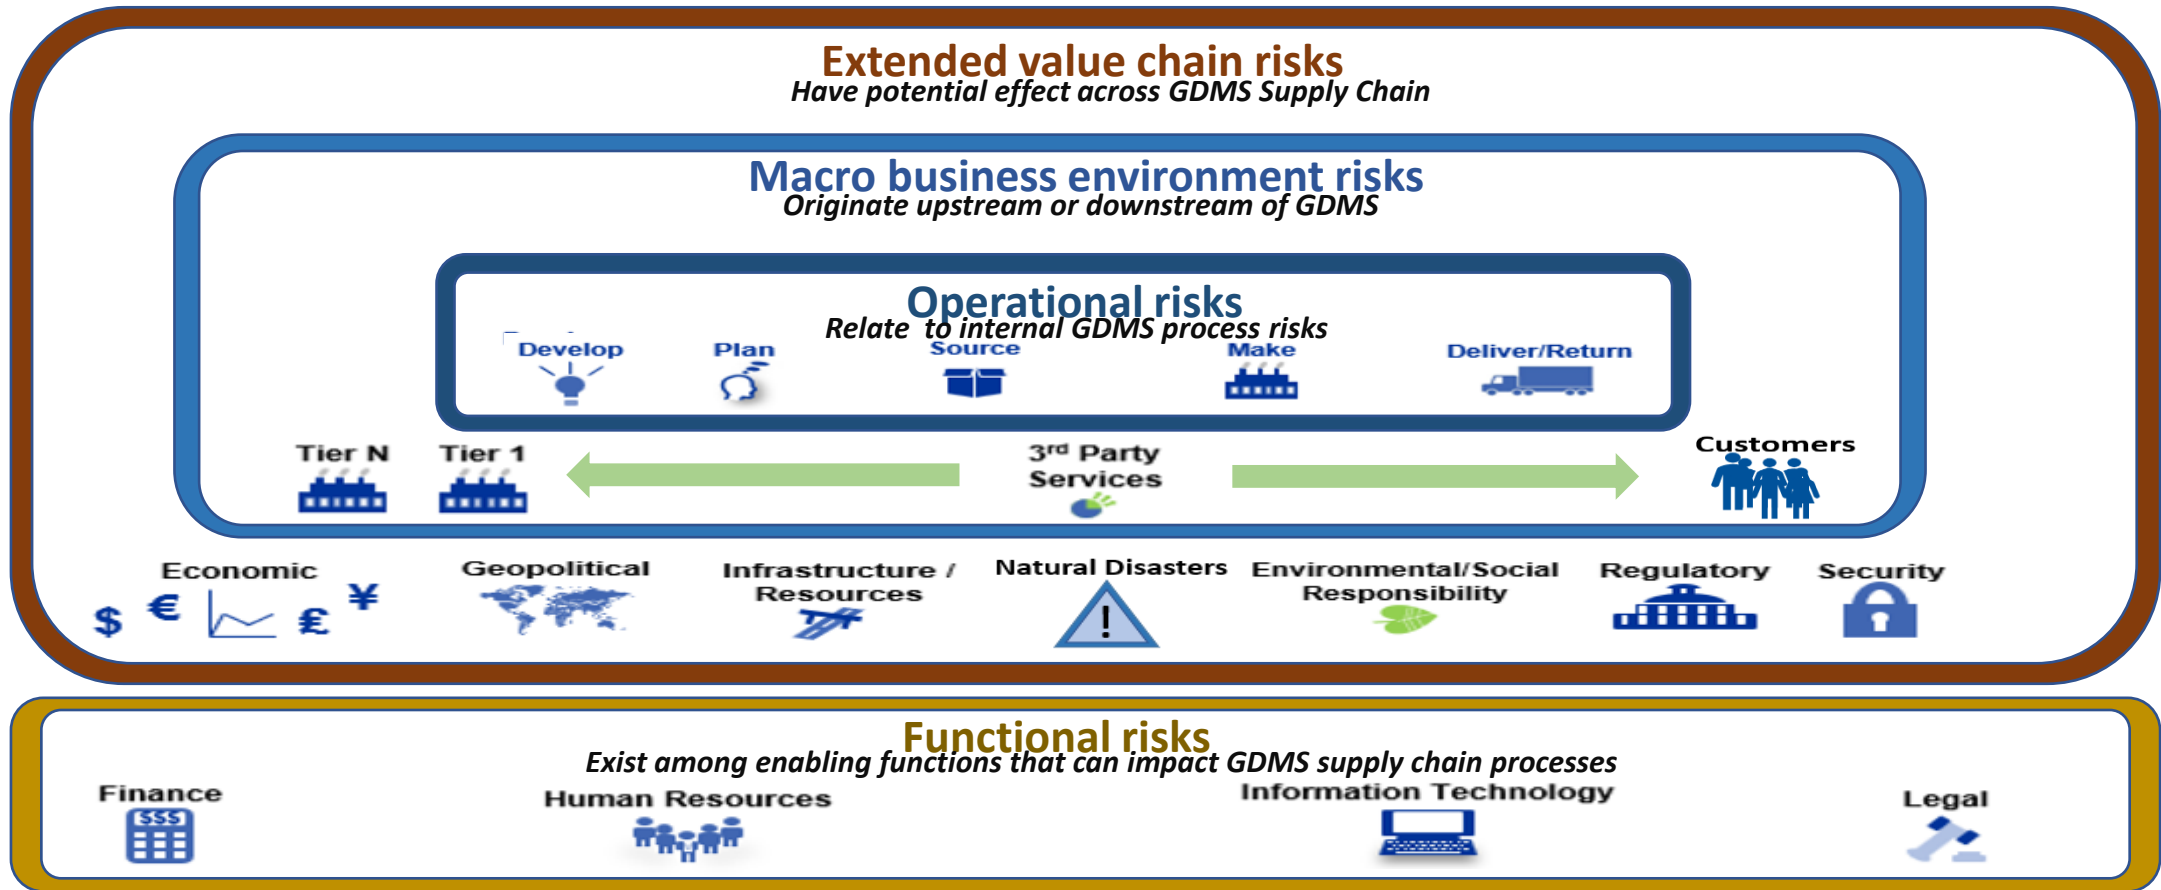 Extended value chain risks
Have potential effect across GDMS Supply Chain
Macro business environment risks
Originate upstream or downstream of GDMS
Operational risks
Relate to internal GDMS process risks
Develop
Plan
Source
Make
Deliver/Return
Tier N
Tier 1
3rd Party
Services
Customers
Economic
$ € £ ¥
Geopolitical
Infrastructure /
Resources
Natural Disasters
!
Environmental/Social
Responsibility
Regulatory
Security
Functional risks
Exist among enabling functions that can impact GDMS supply chain processes
Finance
$$$
Human Resources
Information Technology
Legal